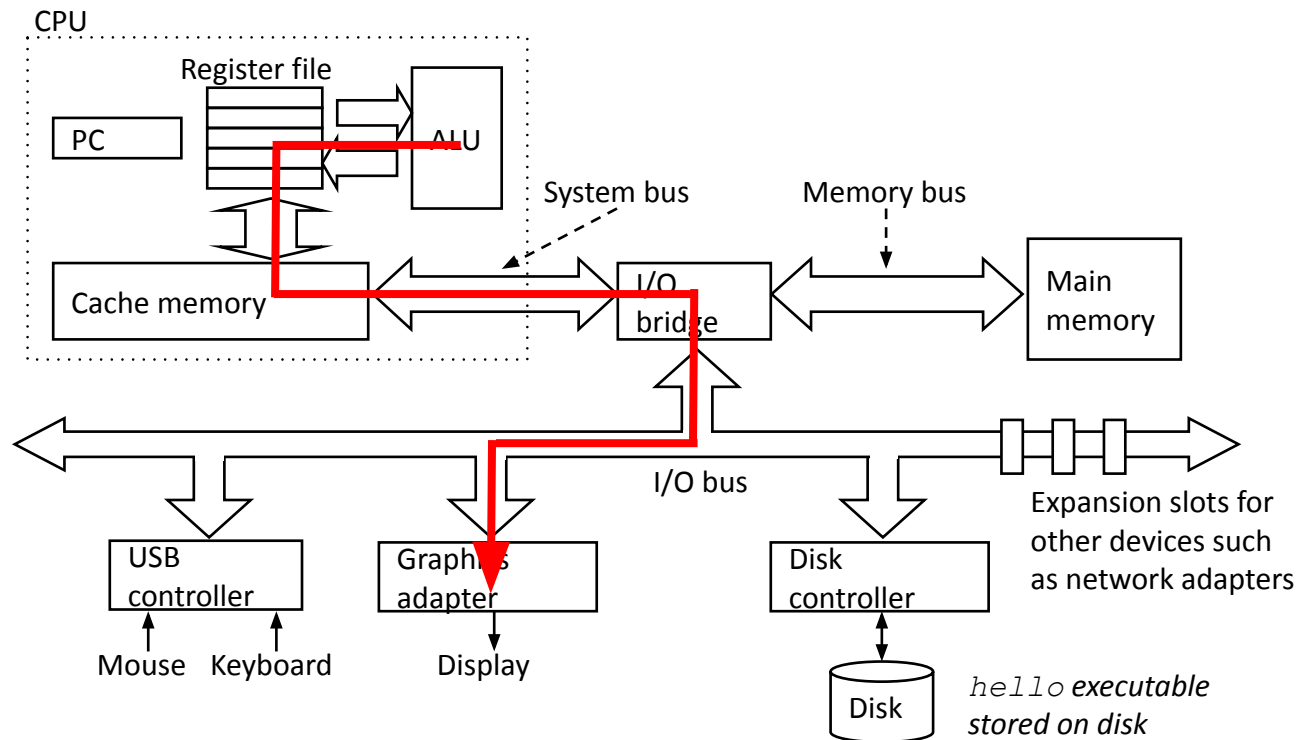 CPU
Register file
PC
ALU
System bus
Memory bus
Cache memory
I/O
bridge
Main
memory
I/O bus
Expansion slots for
other devices such
as network adapters
USB
controller
Graphics
adapter
Disk
controller
Mouse
Keyboard
Display
Disk
hello executable
stored on disk